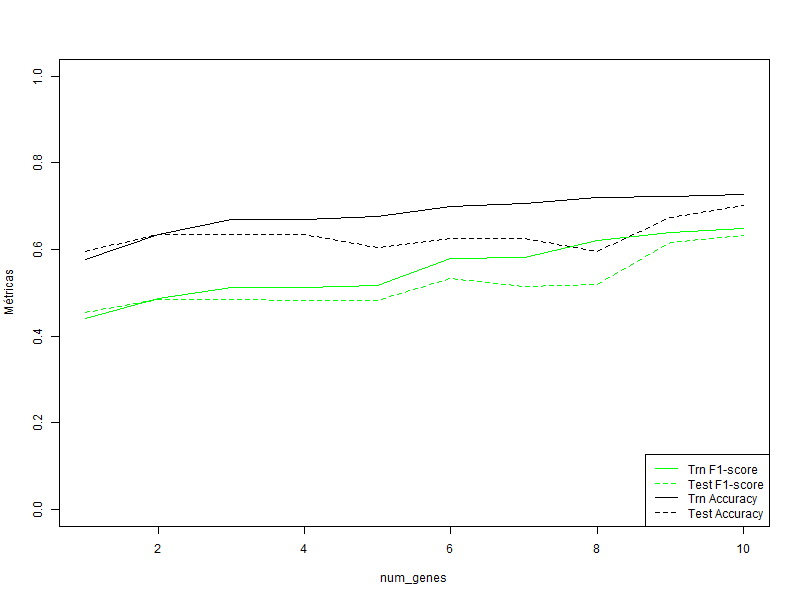 1.0
0.8
0.6
0.4
0.2
0.0
Métricas
2
4
6
8
10
num_genes
Trn F1-score
Test F1-score
Trn Accuracy
Test Accuracy